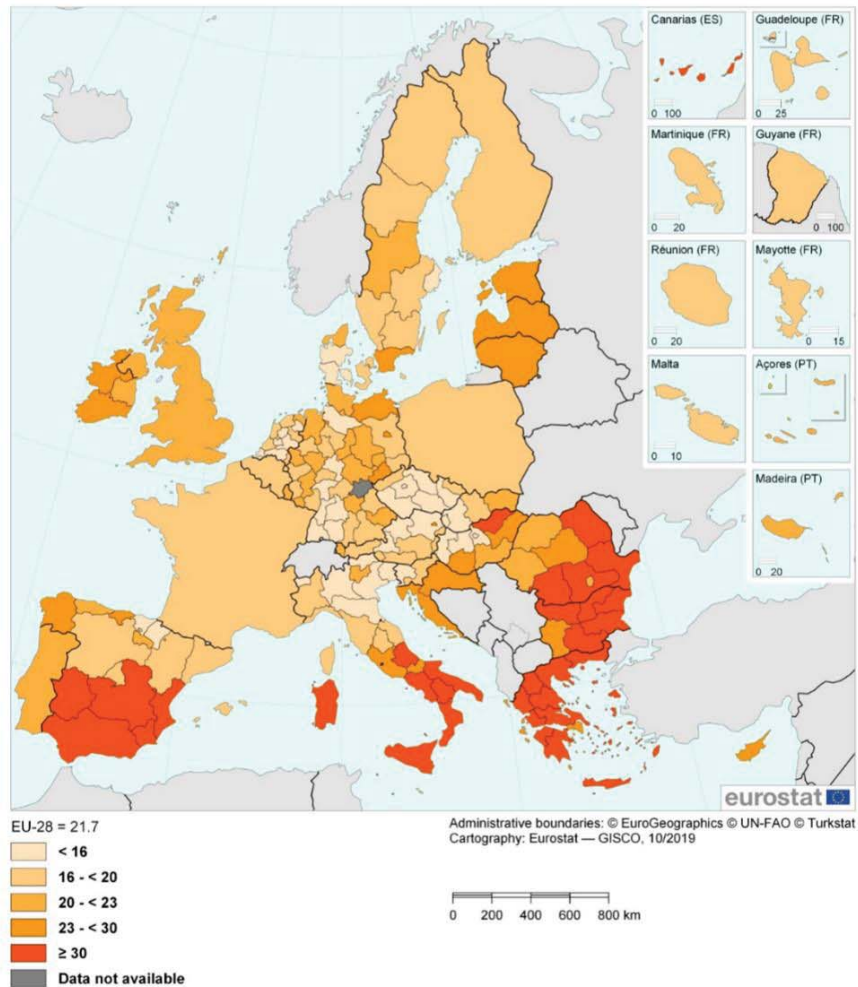 Canarias (ES)
0 100
Guadeloupe (FR)
0 25
Martinique (FR)
0 20
Guyane (FR)
0 100
Réunion (FR)
0 20
Mayotte (FR)
0 15
Malta
0 10
Açores (PT)
Madeira (PT)
0 20
eurostat
EU-28 = 21.7
< 16
16 - < 20
20 - < 23
23 - < 30
≥ 30
Data not available
Administrative boundaries: © EuroGeographics © UN-FAO © Turkstat
Cartography: Eurostat — GISCO, 10/2019
0 200 400 600 800 km